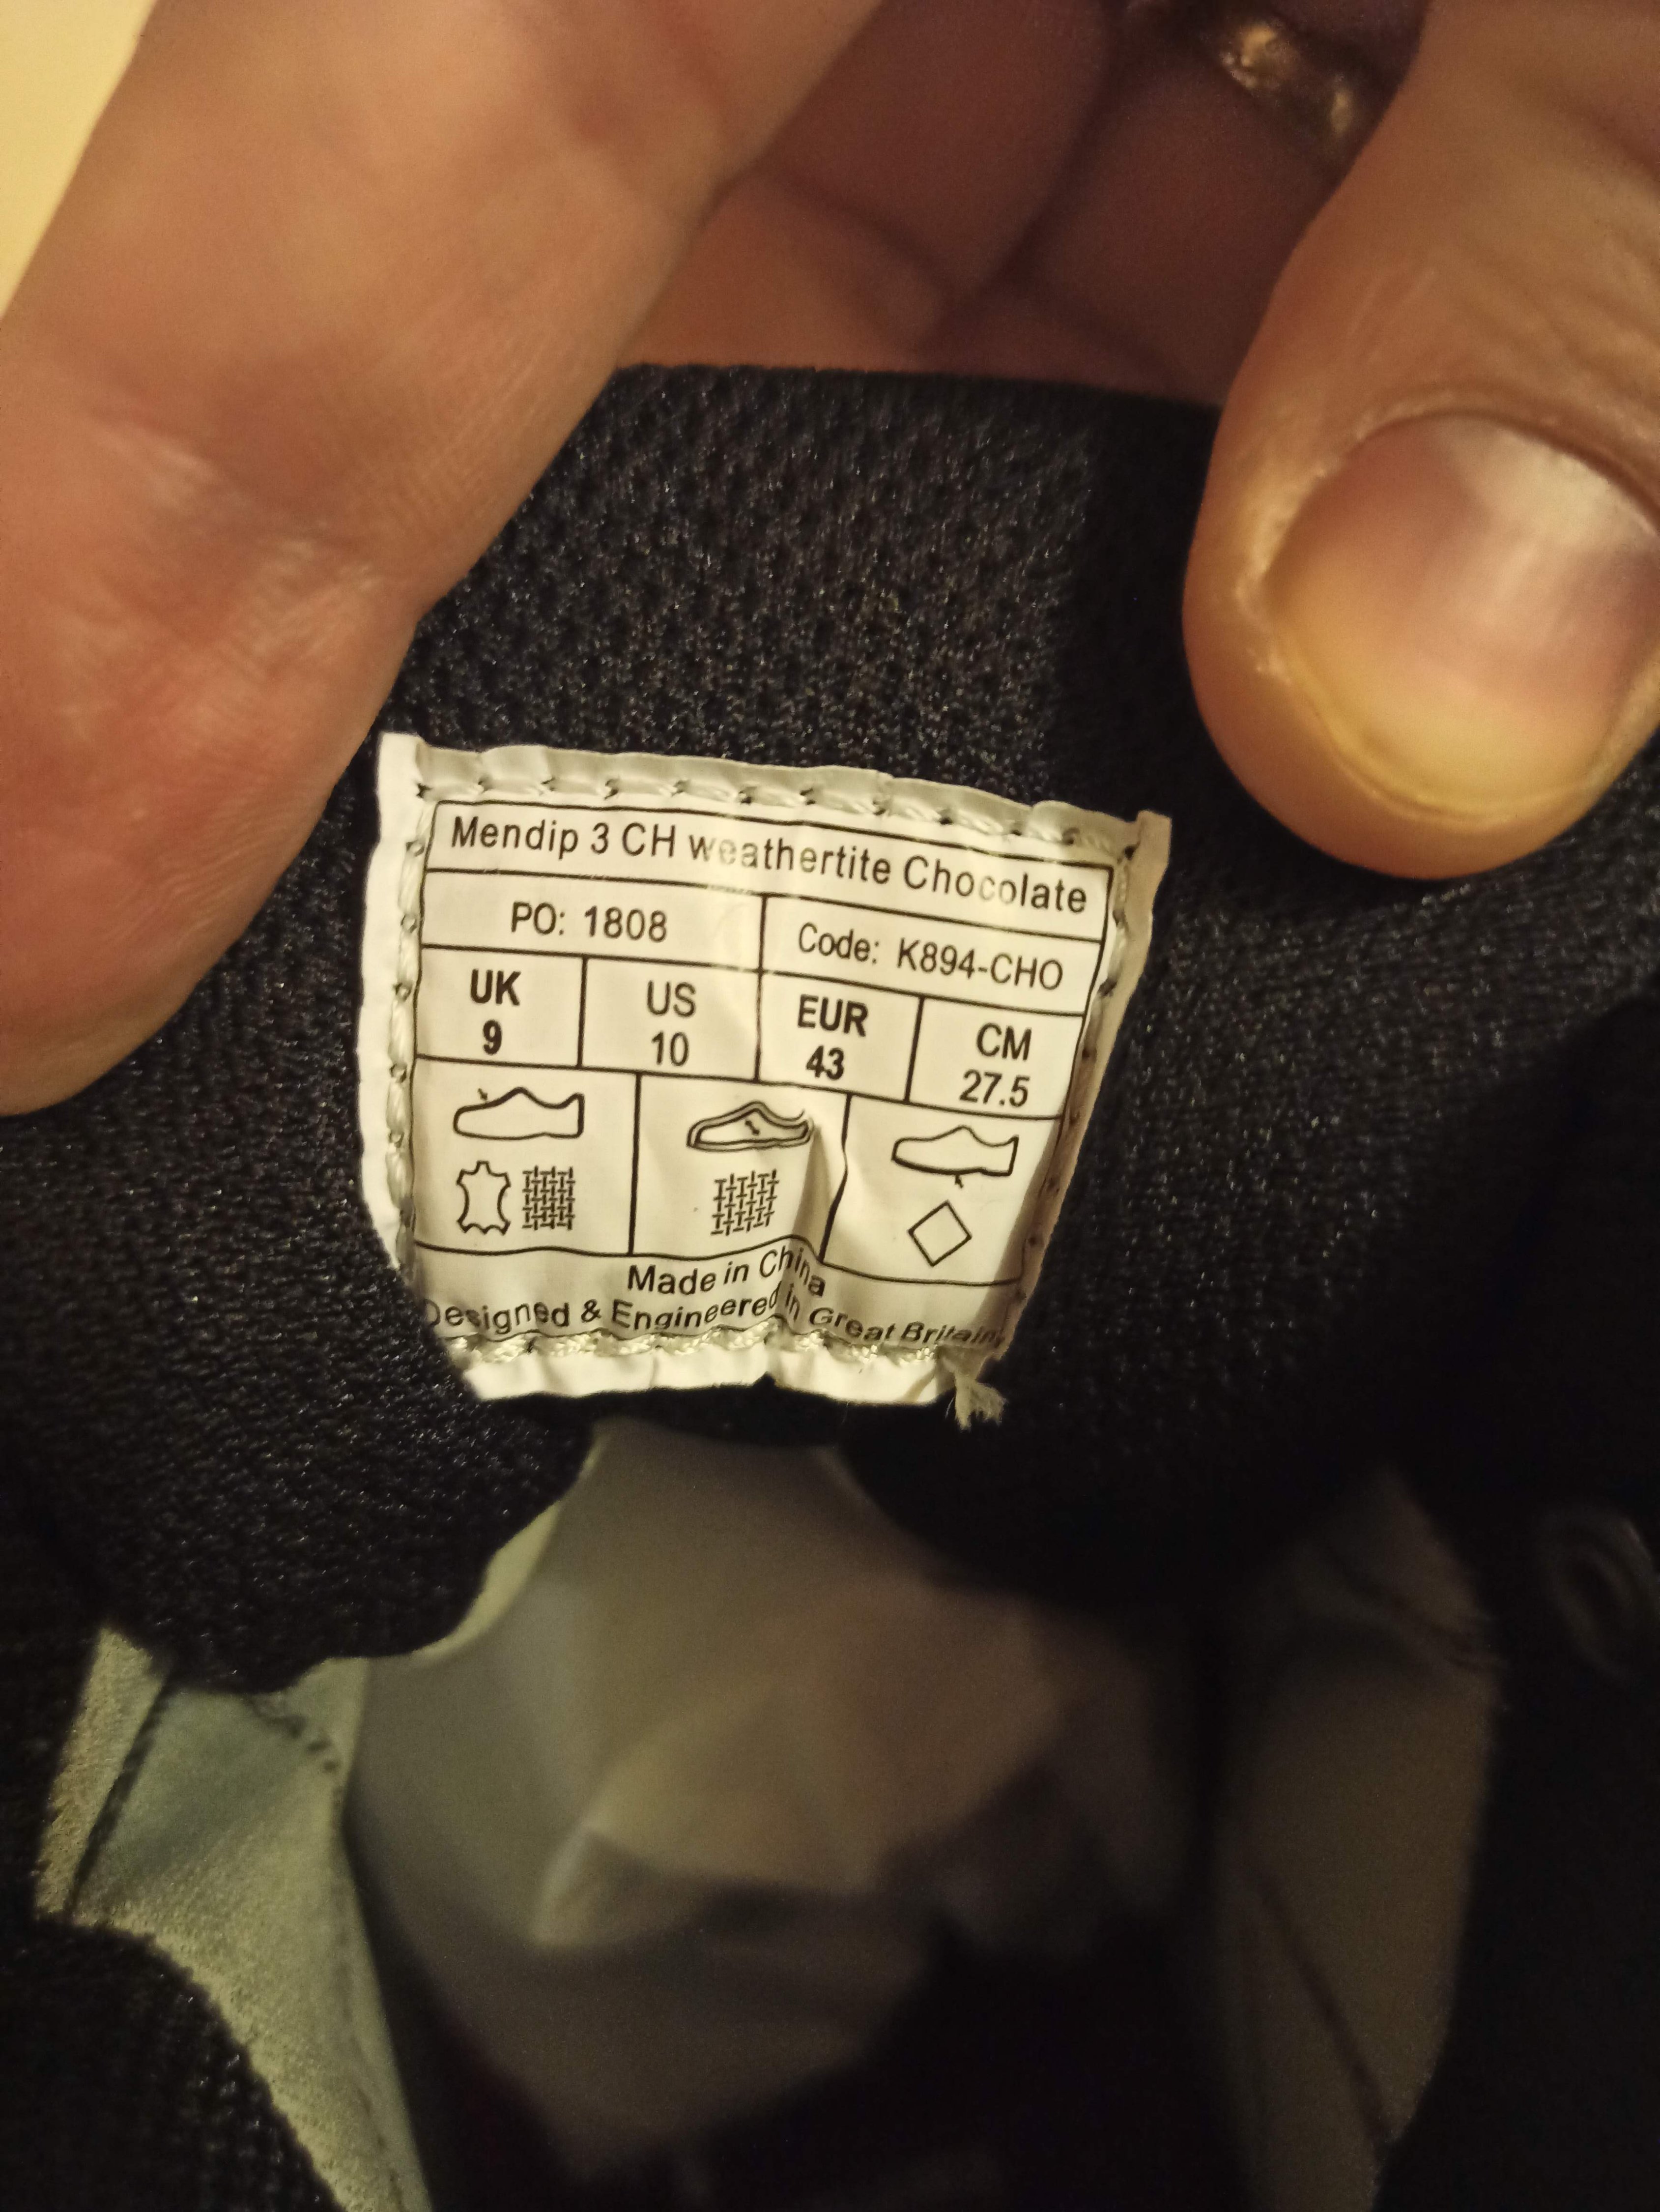 Mendip 3 CH weathertite Chocolate
PO: 1808 Code: K894-CHO
UK US EUR CM
9 10 43 27.5
Made in China
Designed & Engineered in Great Britain